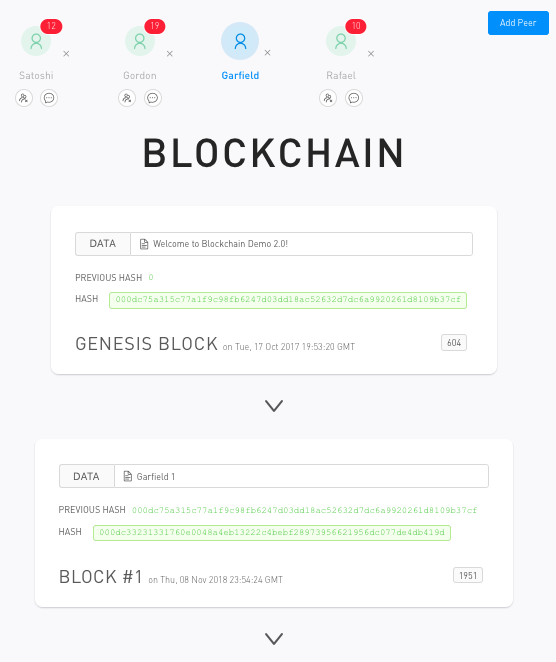 12 19 10 Add Peer
Satoshi Gordon Garfield Rafael
BLOCKCHAIN
DATA Welcome to Blockchain Demo 2.0!
PREVIOUS HASH 0
HASH 000dc75a315c77a1f9c98fb6247d03dd18ac52632d7dc6a9920261d8109b37cf
GENESIS BLOCK on Tue, 17 Oct 2017 19:53:20 GMT 604
DATA Garfield 1
PREVIOUS HASH 000dc75a315c77a1f9c98fb6247d03dd18ac52632d7dc6a9920261d8109b37cf
HASH 000dc33231331760e0048a4eb13222c4bebf28973956621956dc077de4db419d
BLOCK #1 on Thu, 08 Nov 2018 23:54:24 GMT 1951